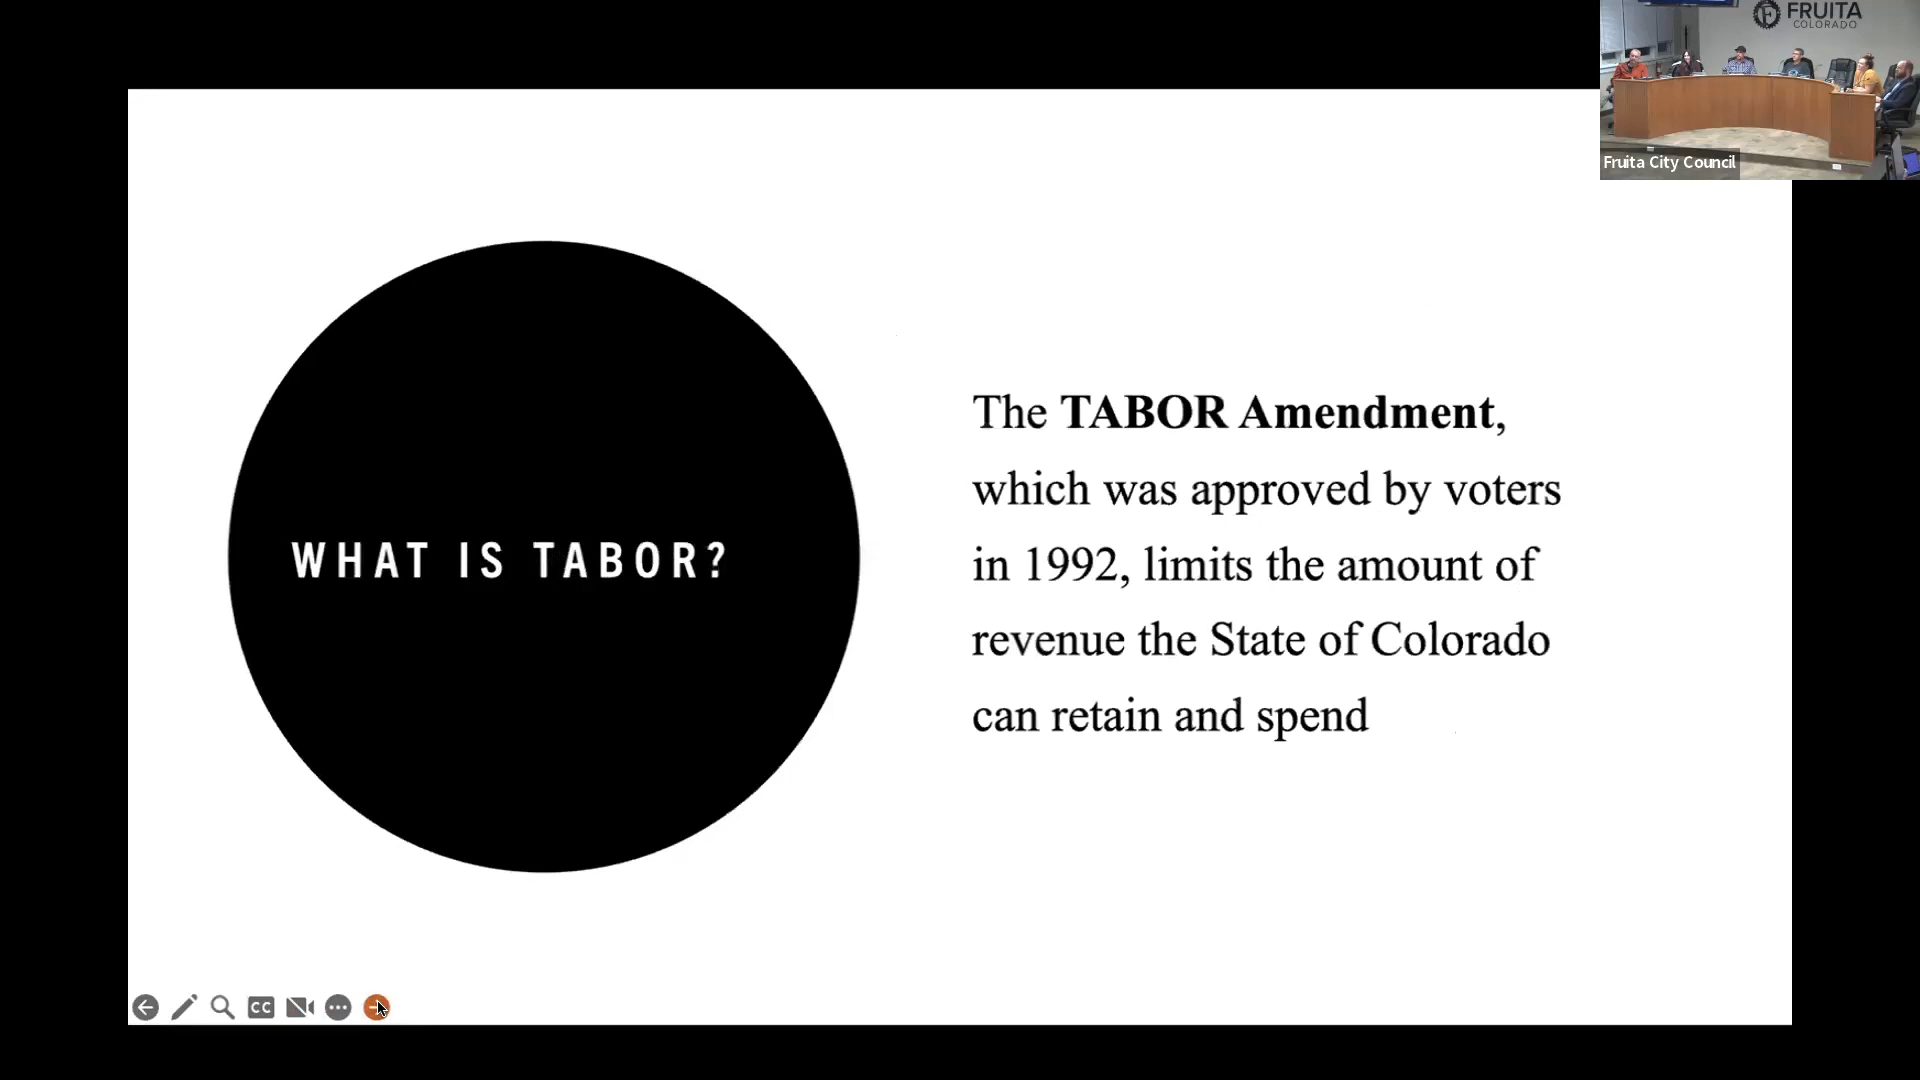 FRUITA
COLORADO
Fruita City Council
WHAT IS TABOR?
The TABOR Amendment,
which was approved by voters
in 1992, limits the amount of
revenue the State of Colorado
can retain and spend
CC